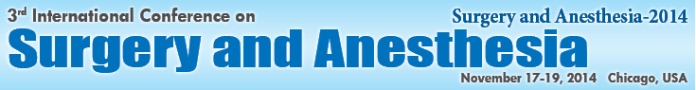 3rd International Conference on
Surgery and Anesthesia-2014
Surgery and Anesthesia
November 17-19, 2014 Chicago, USA